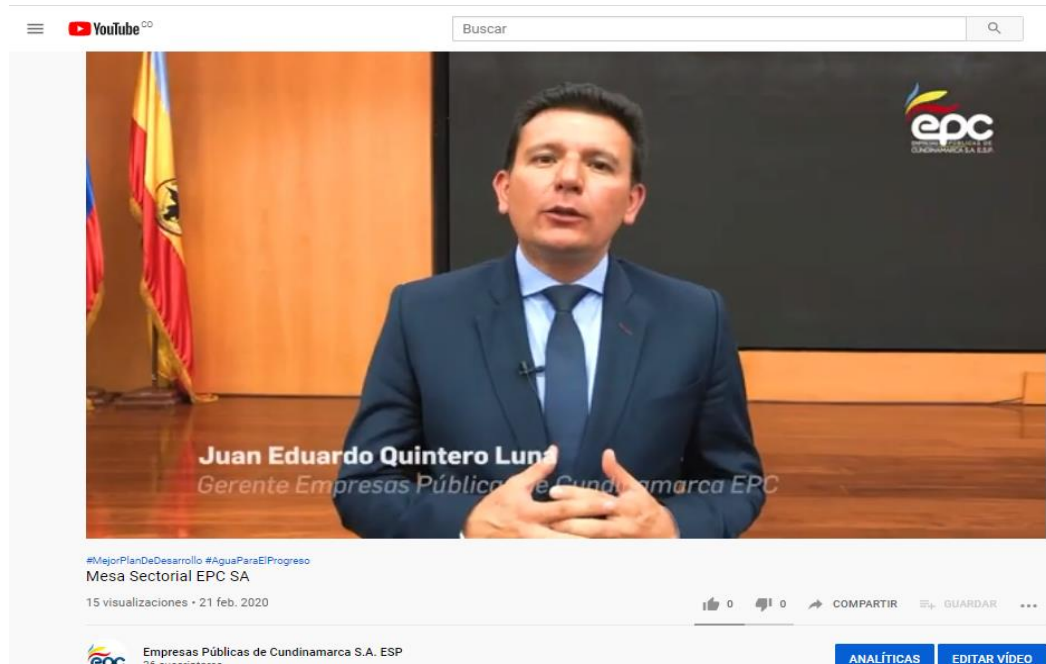 YouTube CO
Buscar
epc
EMPRESAS PÚBLICAS DE
CUNDINAMARCA S.A. E.S.P.
Juan Eduardo Quintero Luna
Gerente Empresas Públicas de Cundinamarca EPC
#MejorPlanDeDesarrollo #AguaParaElProgreso
Mesa Sectorial EPC SA
15 visualizaciones • 21 feb. 2020
0 0 COMPARTIR GUARDAR
Empresas Públicas de Cundinamarca S.A. ESP
epc
ANALÍTICAS EDITAR VÍDEO